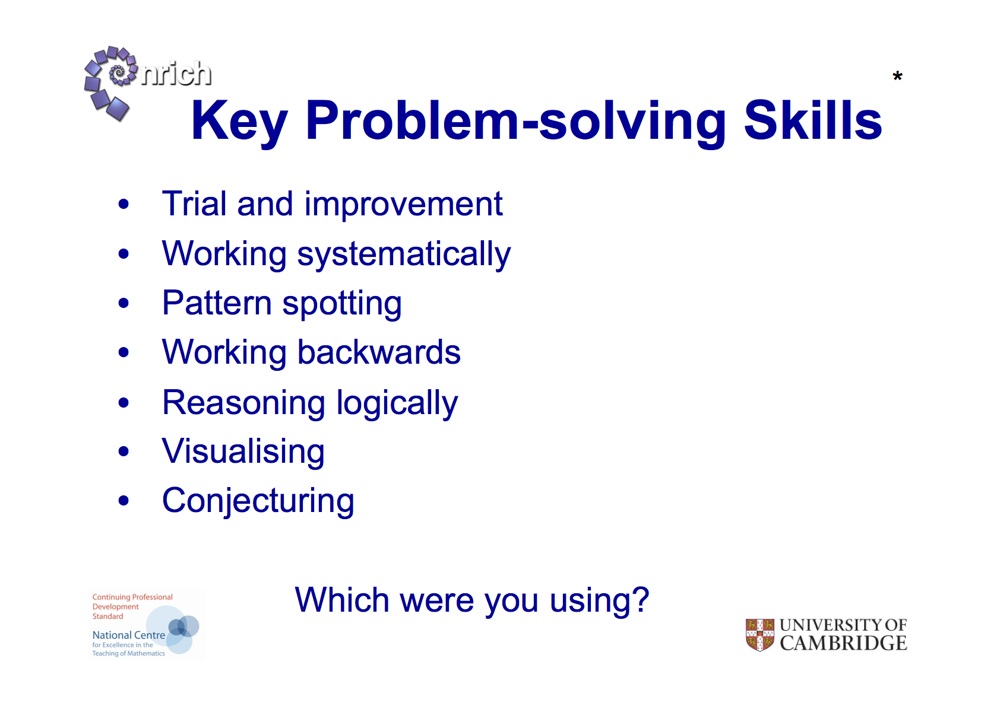 nrich
*
Key Problem-solving Skills
• Trial and improvement
• Working systematically
• Pattern spotting
• Working backwards
• Reasoning logically
• Visualising
• Conjecturing
Which were you using?
Continuing Professional
Development
Standard
National Centre
for Excellence in the
Teaching of Mathematics
UNIVERSITY OF
CAMBRIDGE